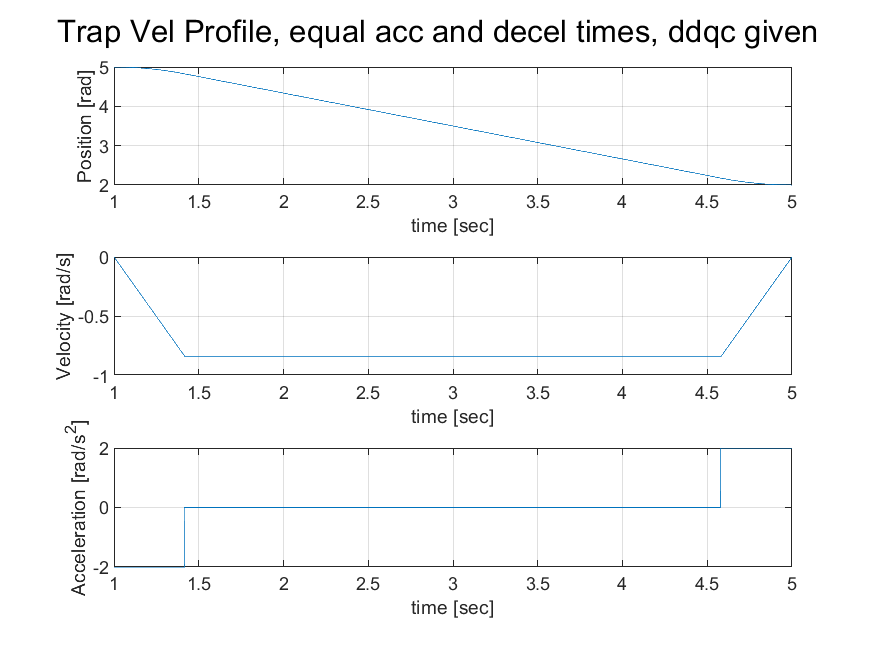 Trap Vel Profile, equal acc and decel times, ddqc given
Position [rad]
5
4
3
2
1 1.5 2 2.5 3 3.5 4 4.5 5
time [sec]
Velocity [rad/s]
0
-0.5
-1
1 1.5 2 2.5 3 3.5 4 4.5 5
time [sec]
Acceleration [rad/s²]
2
0
-2
1 1.5 2 2.5 3 3.5 4 4.5 5
time [sec]